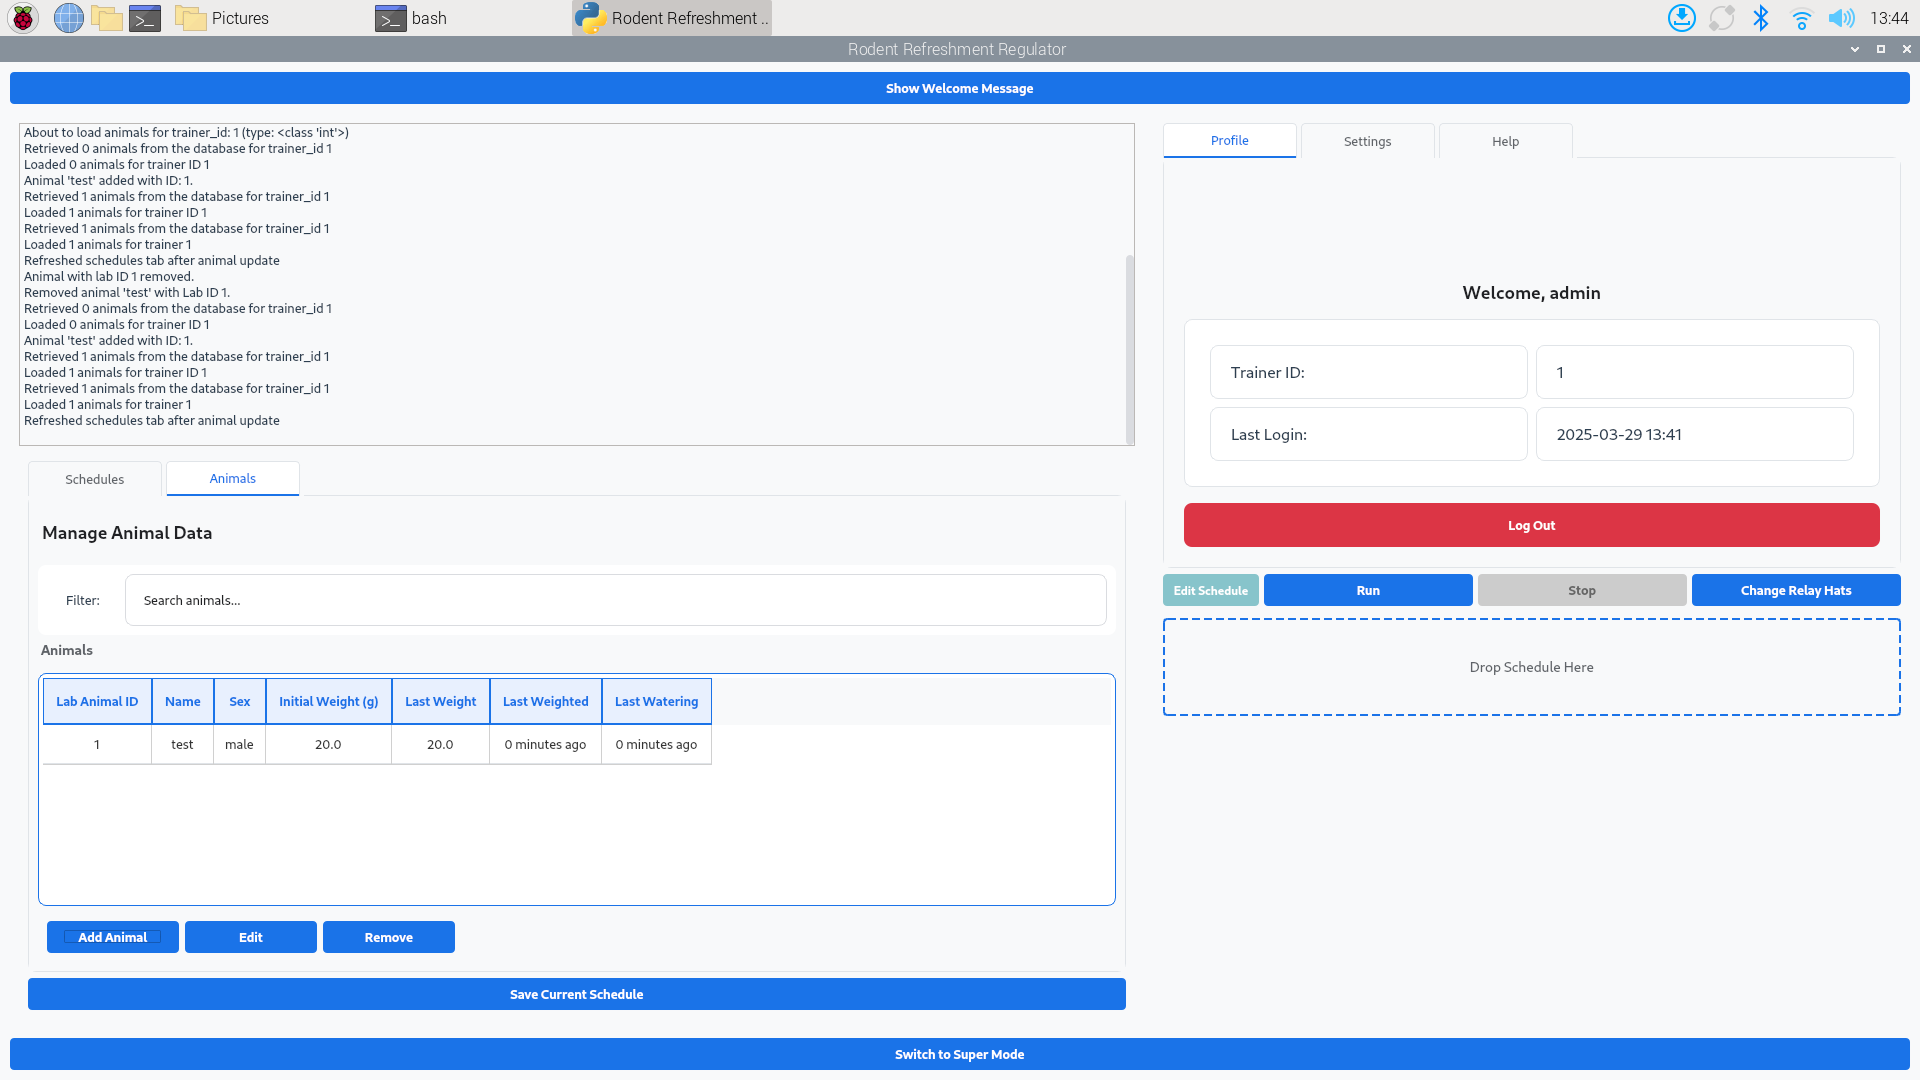 Pictures
bash
Rodent Refreshment ..
13:44
Rodent Refreshment Regulator
Show Welcome Message
About to load animals for trainer_id: 1 (type: <class 'int'>)
Retrieved 0 animals from the database for trainer_id 1
Loaded 0 animals for trainer ID 1
Animal 'test' added with ID: 1.
Retrieved 1 animals from the database for trainer_id 1
Loaded 1 animals for trainer ID 1
Retrieved 1 animals from the database for trainer_id 1
Loaded 1 animals for trainer 1
Refreshed schedules tab after animal update
Animal with lab ID 1 removed.
Removed animal 'test' with Lab ID 1.
Retrieved 0 animals from the database for trainer_id 1
Loaded 0 animals for trainer ID 1
Animal 'test' added with ID: 1.
Retrieved 1 animals from the database for trainer_id 1
Loaded 1 animals for trainer ID 1
Retrieved 1 animals from the database for trainer_id 1
Loaded 1 animals for trainer 1
Refreshed schedules tab after animal update
Schedules
Animals
Manage Animal Data
Filter:
Search animals...
Animals
Lab Animal ID Name Sex Initial Weight (g) Last Weight Last Weighted Last Watering
1 test male 20.0 20.0 0 minutes ago 0 minutes ago
Add Animal
Edit
Remove
Save Current Schedule
Profile
Settings
Help
Welcome, admin
Trainer ID: 1
Last Login: 2025-03-29 13:41
Log Out
Edit Schedule
Run
Stop
Change Relay Hats
Drop Schedule Here
Switch to Super Mode